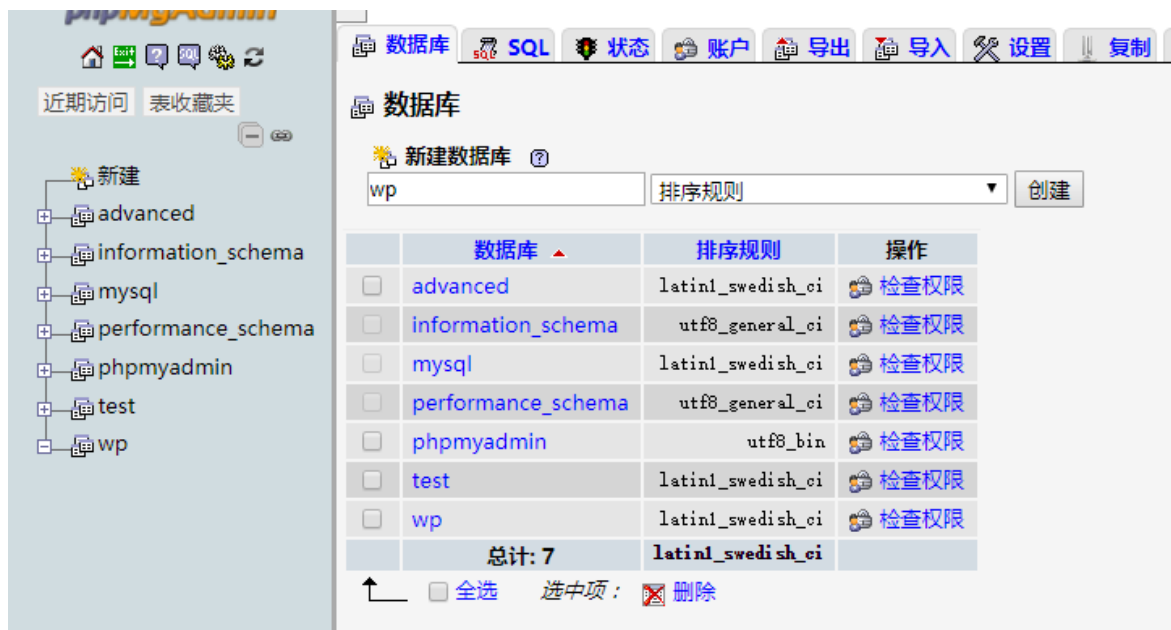 phpMyAdmin
近期访问 表收藏夹
新建
advanced
information_schema
mysql
performance_schema
phpmyadmin
test
wp
数据库 SQL 状态 账户 导出 导入 设置 复制
数据库
新建数据库
wp 排序规则 创建
数据库 排序规则 操作
advanced latin1_swedish_ci 检查权限
information_schema utf8_general_ci 检查权限
mysql latin1_swedish_ci 检查权限
performance_schema utf8_general_ci 检查权限
phpmyadmin utf8_bin 检查权限
test latin1_swedish_ci 检查权限
wp latin1_swedish_ci 检查权限
总计: 7 latin1_swedish_ci
全选 选中项： 删除